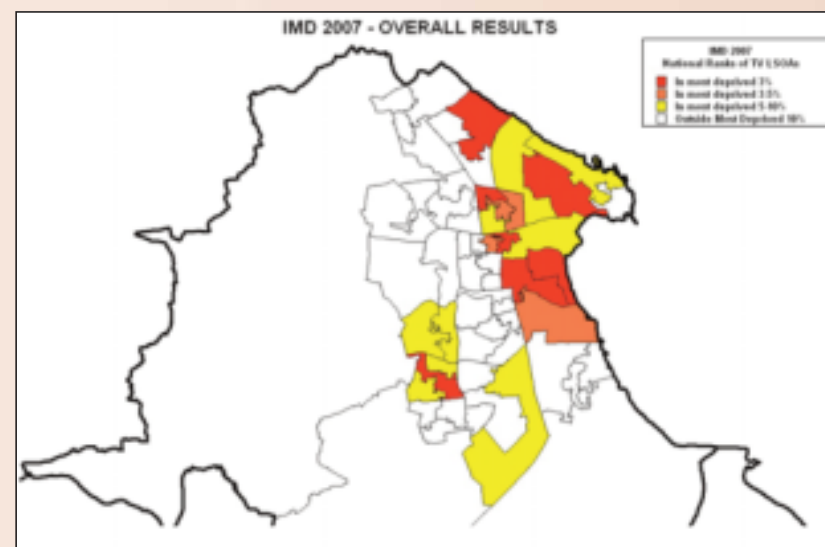 IMD 2007 - OVERALL RESULTS
IMD 2007
National Ranks of TV LSOAs
In most deprived 3%
In most deprived 3-5%
In most deprived 5-10%
Outside Most Deprived 10%